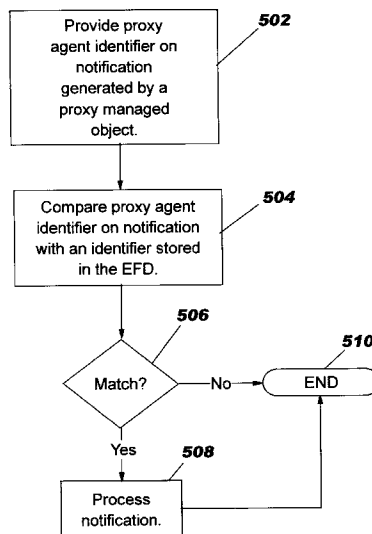 Provide proxy
agent identifier on
notification
generated by a
proxy managed
object.
502
Compare proxy agent
identifier on notification
with an identifier stored
in the EFD.
504
506
Match?
No
510
END
Yes
508
Process
notification.